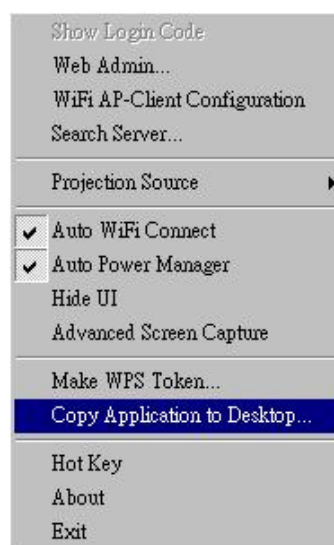 Show Login Code
Web Admin...
WiFi AP-Client Configuration
Search Server...
Projection Source
Auto WiFi Connect
Auto Power Manager
Hide UI
Advanced Screen Capture
Make WPS Token...
Copy Application to Desktop...
Hot Key
About
Exit